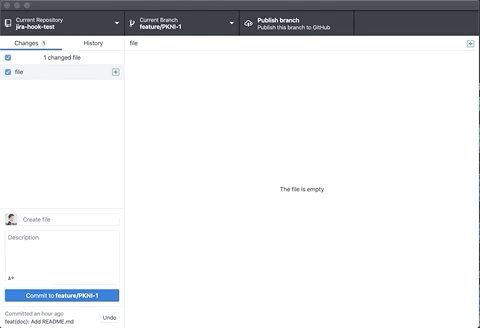 Current Repository
jira-hook-test
Current Branch
feature/PKNI-1
Publish branch
Publish this branch to GitHub
Changes 1
History
file
1 changed file
file
The file is empty
Create file
Description
Commit to feature/PKNI-1
Committed an hour ago
feat(doc): Add README.md
Undo